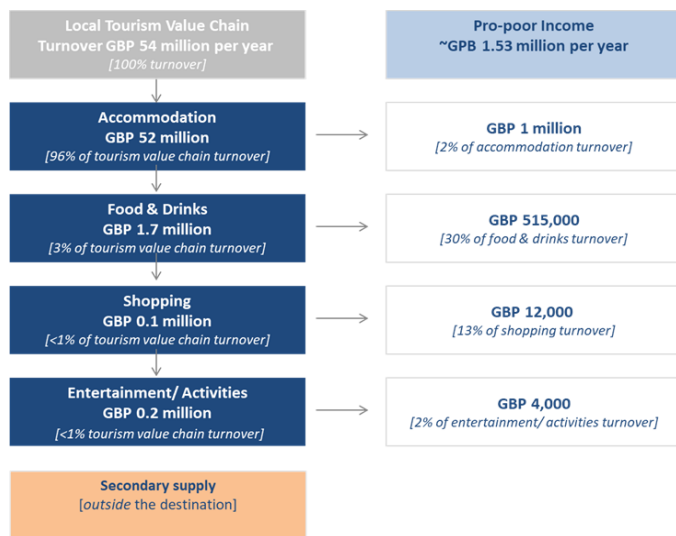 Local Tourism Value Chain
Turnover GBP 54 million per year
[100% turnover]
Pro-poor Income
~GPB 1.53 million per year
Accommodation
GBP 52 million
[96% of tourism value chain turnover]
GBP 1 million
[2% of accommodation turnover]
Food & Drinks
GBP 1.7 million
[3% of tourism value chain turnover]
GBP 515,000
[30% of food & drinks turnover]
Shopping
GBP 0.1 million
[<1% of tourism value chain turnover]
GBP 12,000
[13% of shopping turnover]
Entertainment/ Activities
GBP 0.2 million
[<1% tourism value chain turnover]
GBP 4,000
[2% of entertainment/ activities turnover]
Secondary supply
[outside the destination]